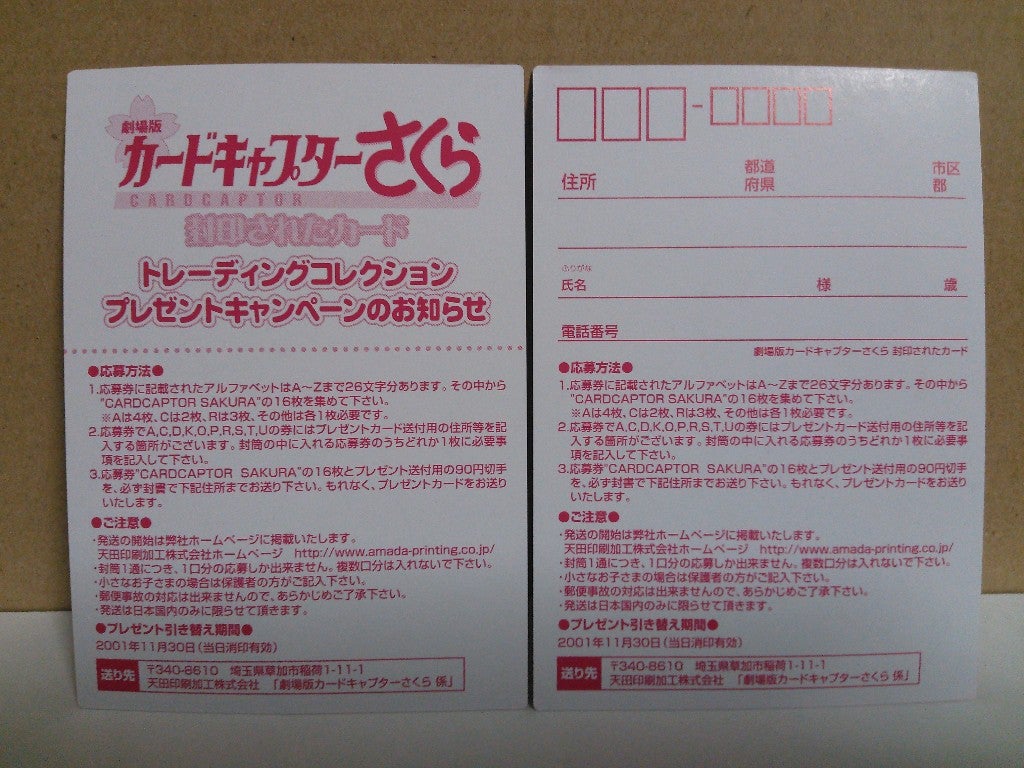 劇場版
カードキャプターさくら
CARDCAPTOR
封印されたカード
トレーディングコレクション
プレゼントキャンペーンのお知らせ
●応募方法●
1.応募券に記載されたアルファベットはA〜Zまで26文字分あります。その中から
"CARDCAPTOR SAKURA"の16枚を集めて下さい。
※Aは4枚、Cは2枚、Rは3枚、その他は各1枚必要です。
2.応募券でA,C,D,K,O,P,R,S,T,Uの券にはプレゼントカード送付用の住所等を記
入する箇所がございます。封筒の中に入れる応募券のうちどれか1枚に必要事
項を記入して下さい。
3.応募券"CARDCAPTOR SAKURA"の16枚とプレゼント送付用の90円切手
を、必ず封書で下記住所までお送り下さい。もれなく、プレゼントカードをお送り
いたします。
●ご注意●
・発送の開始は弊社ホームページに掲載いたします。
天田印刷加工株式会社ホームページ http://www.amada-printing.co.jp/
・封筒1通につき、1口分の応募しか出来ません。複数口分は入れないで下さい。
・小さなお子さまの場合は保護者の方がご記入下さい。
・郵便事故の対応は出来ませんので、あらかじめご了承下さい。
・発送は日本国内のみに限らせて頂きます。
●プレゼント引き替え期間●
2001年11月30日(当日消印有効)
送り先
〒340-8610 埼玉県草加市稲荷1-11-1
天田印刷加工株式会社 「劇場版カードキャプターさくら 係」
-
住所 都道 市区
府県 郡
ふりがな
氏名 様 歳
電話番号
劇場版カードキャプターさくら 封印されたカード
●応募方法●
1.応募券に記載されたアルファベットはA〜Zまで26文字分あります。その中から
"CARDCAPTOR SAKURA"の16枚を集めて下さい。
※Aは4枚、Cは2枚、Rは3枚、その他は各1枚必要です。
2.応募券でA,C,D,K,O,P,R,S,T,Uの券にはプレゼントカード送付用の住所等を記
入する箇所がございます。封筒の中に入れる応募券のうちどれか1枚に必要事
項を記入して下さい。
3.応募券"CARDCAPTOR SAKURA"の16枚とプレゼント送付用の90円切手
を、必ず封書で下記住所までお送り下さい。もれなく、プレゼントカードをお送り
いたします。
●ご注意●
・発送の開始は弊社ホームページに掲載いたします。
天田印刷加工株式会社ホームページ http://www.amada-printing.co.jp/
・封筒1通につき、1口分の応募しか出来ません。複数口分は入れないで下さい。
・小さなお子さまの場合は保護者の方がご記入下さい。
・郵便事故の対応は出来ませんので、あらかじめご了承下さい。
・発送は日本国内のみに限らせて頂きます。
●プレゼント引き替え期間●
2001年11月30日(当日消印有効)
送り先
〒340-8610 埼玉県草加市稲荷1-11-1
天田印刷加工株式会社 「劇場版カードキャプターさくら 係」